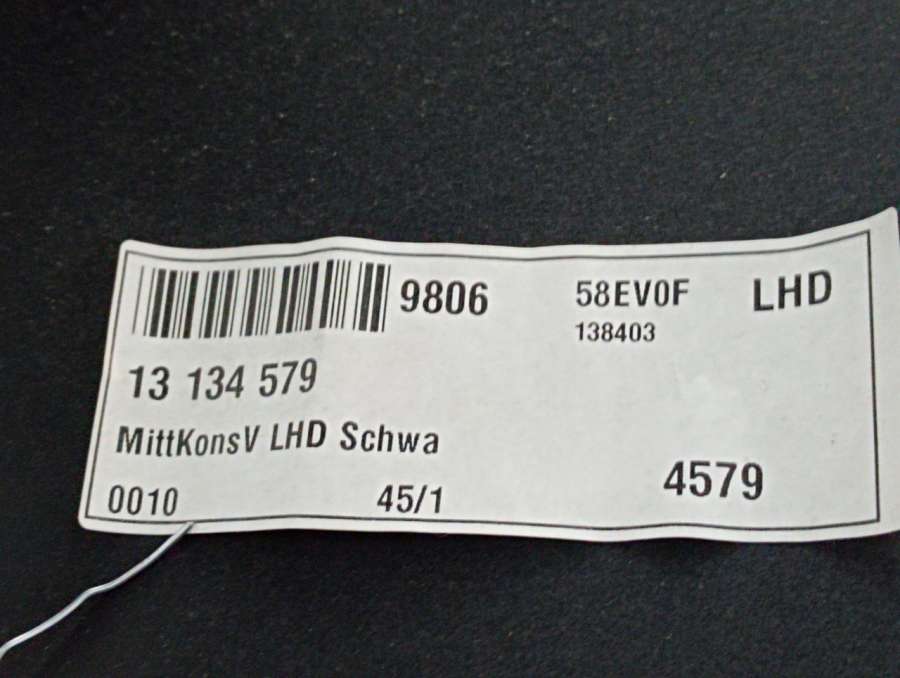 9806 58EV0F LHD
138403
13 134 579
MittKonsV LHD Schwa
0010 45/1 4579